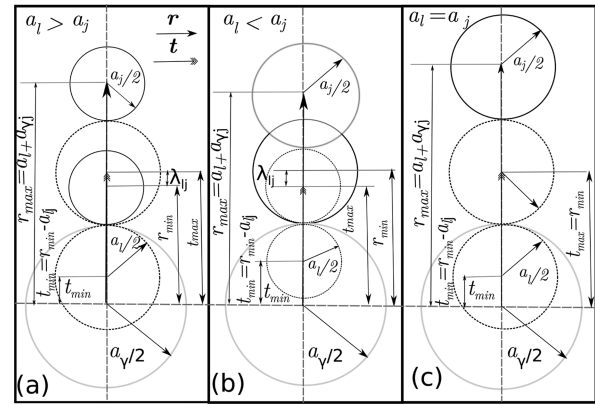 a_l > a_j
r
t
a_j/2
r_max=a_l+a_γj
λ_lj
r_min
t_max
t_min=r_min-a_lj
a_l/2
t_min
a_γ/2
(a)
a_l < a_j
a_j/2
r_max=a_l+a_γj
λ_lj
t_max
r_min
t_min=r_min-a_lj
a_l/2
t_min
a_γ/2
(b)
a_l=a_j
a_j/2
r_max=a_l+a_γj
t_max=r_min
t_min=r_min-a_lj
a_l/2
t_min
a_γ/2
(c)